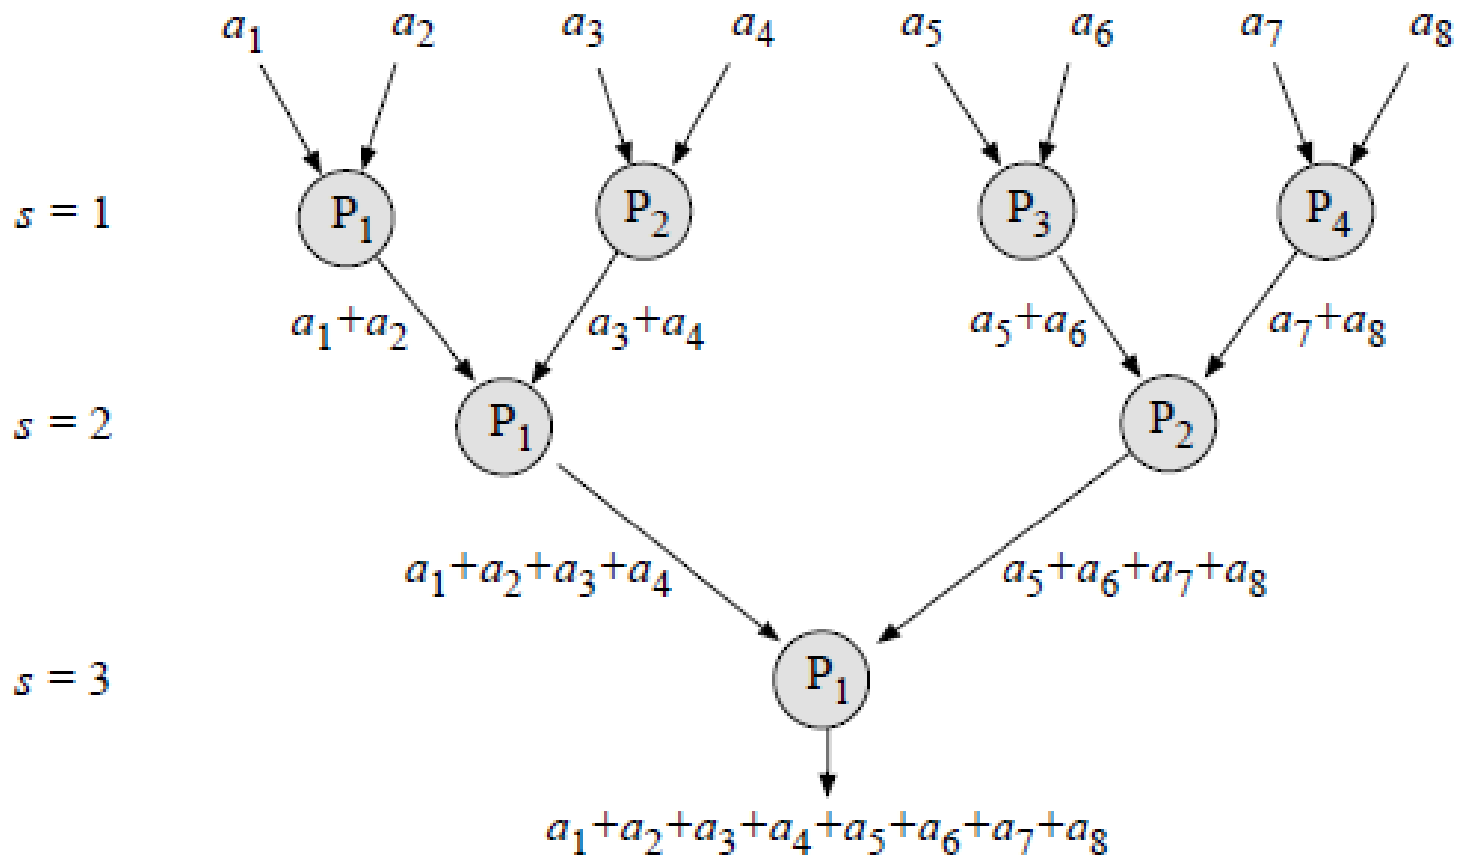 a1 a2 a3 a4 a5 a6 a7 a8
s = 1 P1 P2 P3 P4
a1+a2 a3+a4 a5+a6 a7+a8
s = 2 P1 P2
a1+a2+a3+a4 a5+a6+a7+a8
s = 3 P1
a1+a2+a3+a4+a5+a6+a7+a8